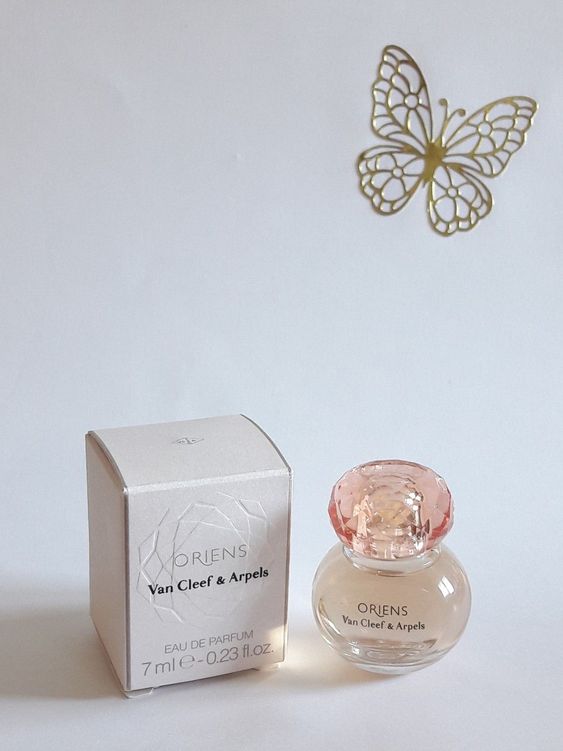 ORIENS
Van Cleef & Arpels
EAU DE PARFUM
7 ml ℮ - 0.23 fl.oz.
ORIENS
Van Cleef & Arpels